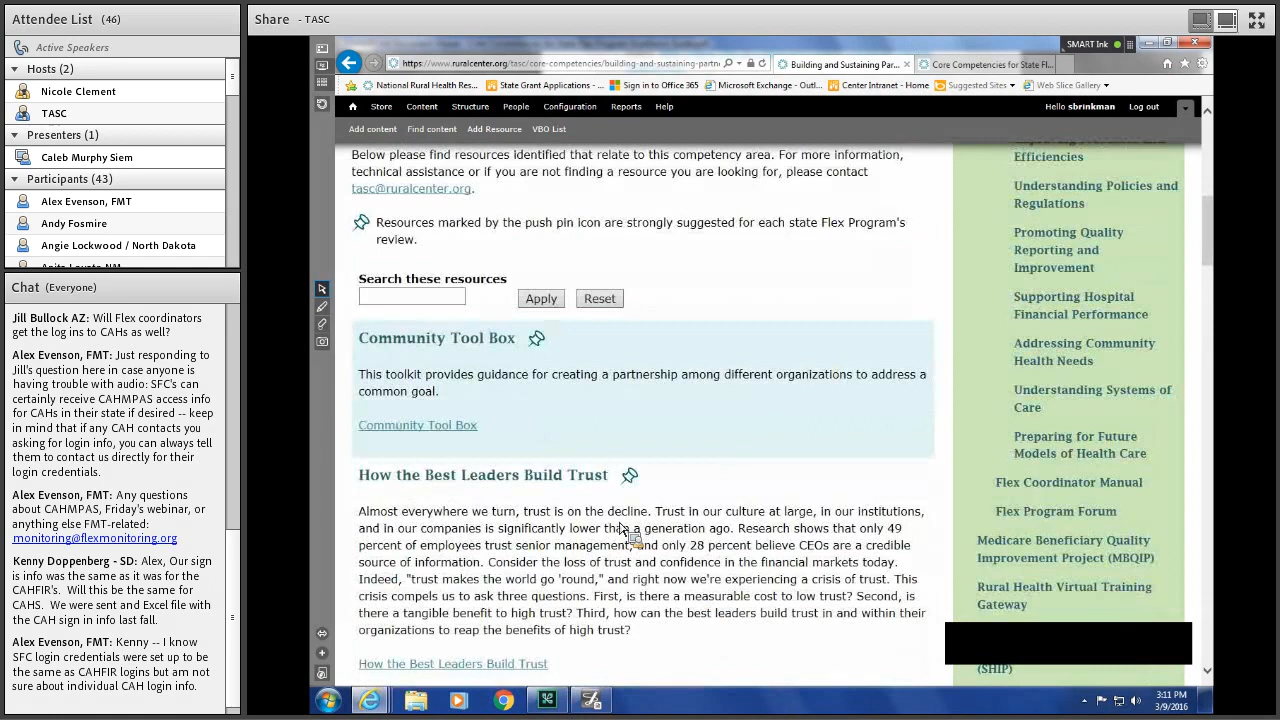 Attendee List (46)
Active Speakers
Hosts (2)
Nicole Clement
TASC
Presenters (1)
Caleb Murphy Siem
Participants (43)
Alex Evenson, FMT
Andy Fosmire
Angie Lockwood / North Dakota
Chat (Everyone)
Jill Bullock AZ: Will Flex coordinators
get the log ins to CAHs as well?
Alex Evenson, FMT: Just responding to
Jill's question here in case anyone is
having trouble with audio: SFC's can
certainly receive CAHMPAS access info
for CAHs in their state if desired -- keep
in mind that if any CAH contacts you
asking for login info, you can always tell
them to contact us directly for their
login credentials.
Alex Evenson, FMT: Any questions
about CAHMPAS, Friday's webinar, or
anything else FMT-related:
monitoring@flexmonitoring.org
Kenny Doppenberg - SD: Alex, Our sign
is info was the same as it was for the
CAHFIR's. Will this be the same for
CAHS. We were sent and Excel file with
the CAH sign in info last fall.
Alex Evenson, FMT: Kenny -- I know
SFC login credentials were set up to be
the same as CAHFIR but am not
sure about individual CAH login info.
Share - TASC
SMART Ink
https://www.ruralcenter.org/tasc/core-competencies/building-and-sustaining-partn
Building and Sustaining Par...
Core Competencies for State Fl...
National Rural Health Res...
State Grant Applications - ...
Sign in to Office 365
Microsoft Exchange - Outl...
Center Intranet - Home
Suggested Sites
Web Slice Gallery
Store Content Structure People Configuration Reports Help
Hello sbrinkman Log out
Add content Find content Add Resource VBO List
Below please find resources identified that relate to this competency area. For more information,
technical assistance or if you are not finding a resource you are looking for, please contact
tasc@ruralcenter.org.
Resources marked by the push pin icon are strongly suggested for each state Flex Program's
review.
Search these resources
Apply
Reset
Community Tool Box
This toolkit provides guidance for creating a partnership among different organizations to address a
common goal.
Community Tool Box
How the Best Leaders Build Trust
Almost everywhere we turn, trust is on the decline. Trust in our culture at large, in our institutions,
and in our companies is significantly lower than a generation ago. Research shows that only 49
percent of employees trust senior management, and only 28 percent believe CEOs are a credible
source of information. Consider the loss of trust and confidence in the financial markets today.
Indeed, "trust makes the world go 'round," and right now we're experiencing a crisis of trust. This
crisis compels us to ask three questions. First, is there a measurable cost to low trust? Second, is
there a tangible benefit to high trust? Third, how can the best leaders build trust in and within their
organizations to reap the benefits of high trust?
How the Best Leaders Build Trust
Efficiencies
Understanding Policies and
Regulations
Promoting Quality
Reporting and
Improvement
Supporting Hospital
Financial Performance
Addressing Community
Health Needs
Understanding Systems of
Care
Preparing for Future
Models of Health Care
Flex Coordinator Manual
Flex Program Forum
Medicare Beneficiary Quality
Improvement Project (MBQIP)
Rural Health Virtual Training
Gateway
(SHIP)
3:11 PM
3/9/2016